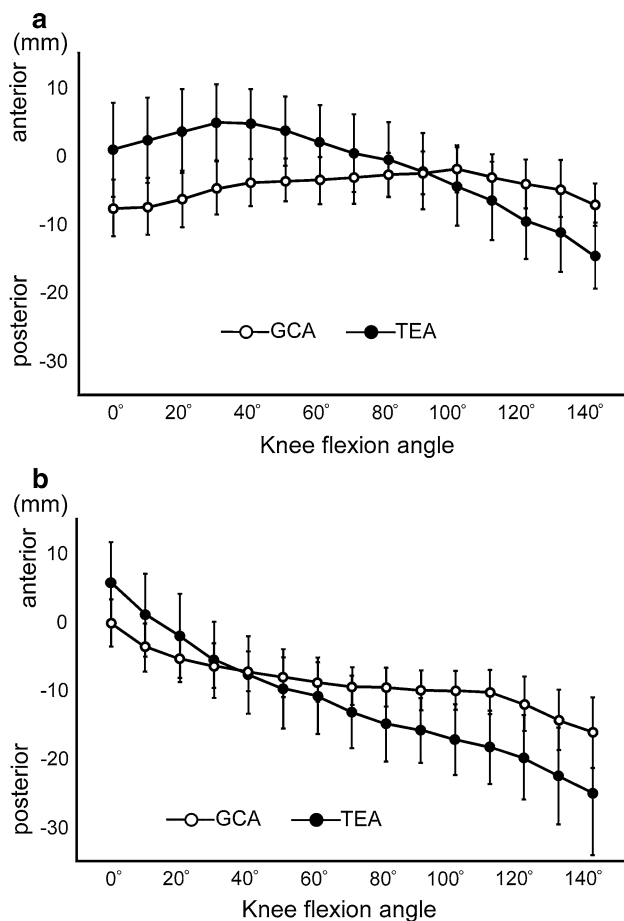 a
(mm)
anterior
posterior
10
0
-10
-20
-30
GCA TEA
0° 20° 40° 60° 80° 100° 120° 140°
Knee flexion angle
b
(mm)
anterior
posterior
10
0
-10
-20
-30
GCA TEA
0° 20° 40° 60° 80° 100° 120° 140°
Knee flexion angle